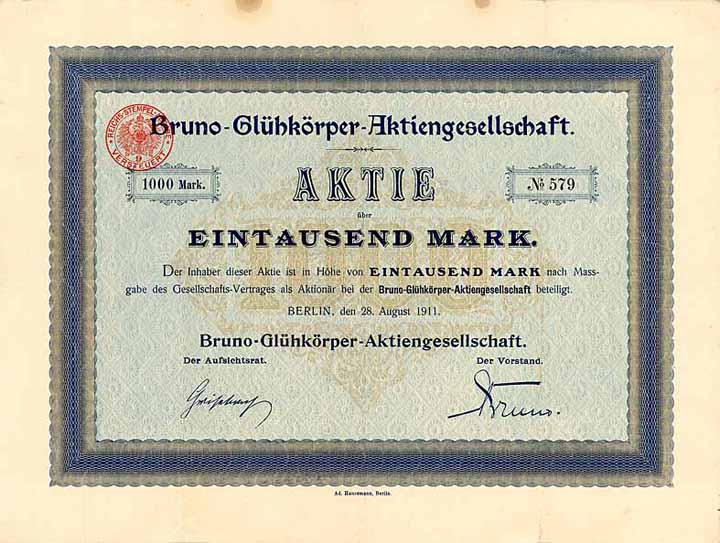 Bruno-Glühkörper-Aktiengesellschaft.
REICHS-STEMPEL-
VERSTEUERT
1000 Mark.
AKTIE
№ 579
über
EINTAUSEND MARK.
Der Inhaber dieser Aktie ist in Höhe von EINTAUSEND MARK nach Mass-
gabe des Gesellschafts-Vertrages als Aktionär bei der Bruno-Glühkörper-Aktiengesellschaft beteiligt.
BERLIN, den 28. August 1911.
Bruno-Glühkörper-Aktiengesellschaft.
Der Aufsichtsrat. Der Vorstand.
Bruno.
Berlin.